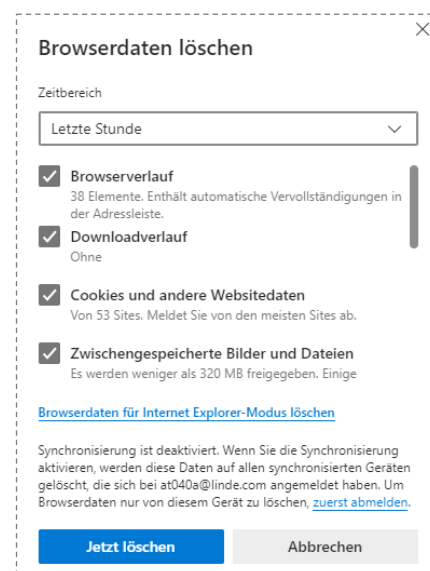 Browserdaten löschen
Zeitbereich
Letzte Stunde
Browserverlauf
38 Elemente. Enthält automatische Vervollständigungen in
der Adressleiste.
Downloadverlauf
Ohne
Cookies und andere Websitedaten
Von 53 Sites. Meldet Sie von den meisten Sites ab.
Zwischengespeicherte Bilder und Dateien
Es werden weniger als 320 MB freigegeben. Einige
Browserdaten für Internet Explorer-Modus löschen
Synchronisierung ist deaktiviert. Wenn Sie die Synchronisierung
aktivieren, werden diese Daten auf allen synchronisierten Geräten
gelöscht, die sich bei at040a@linde.com angemeldet haben. Um
Browserdaten nur von diesem Gerät zu löschen, zuerst abmelden.
Jetzt löschen Abbrechen